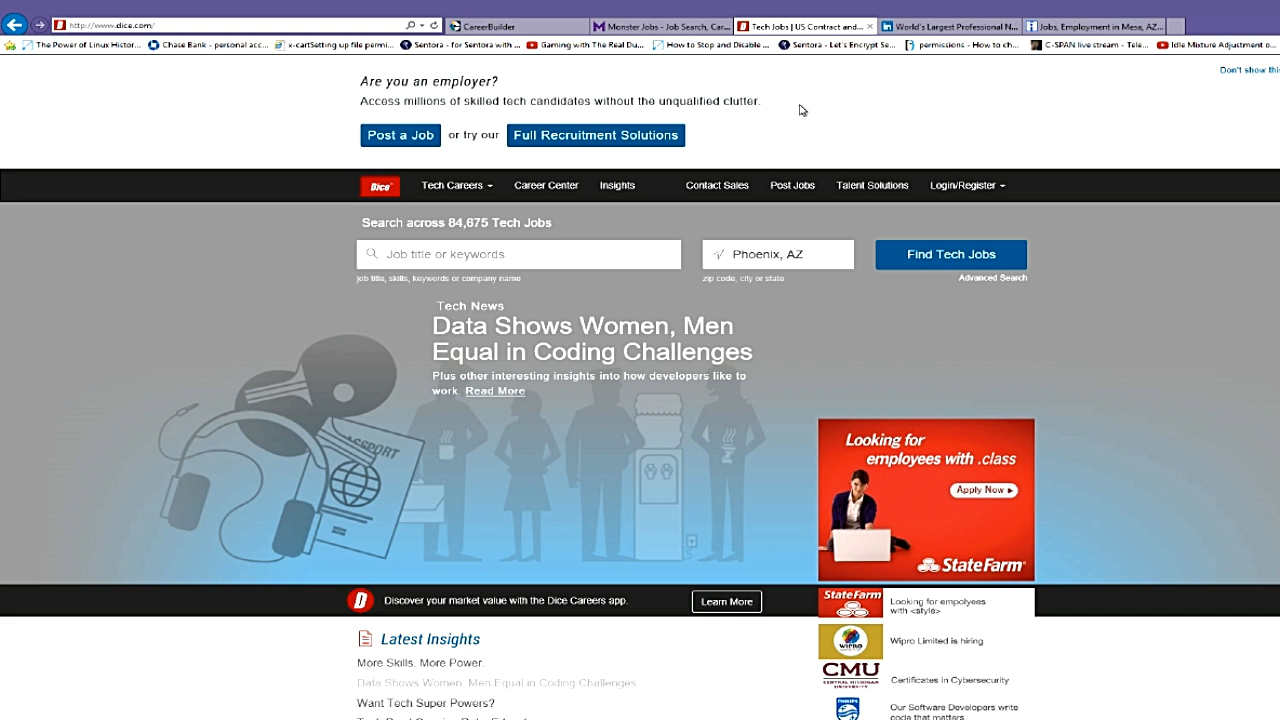 http://www.dice.com/
CareerBuilder
Monster Jobs - Job Search, Car...
Tech Jobs | US Contract and...
World's Largest Professional N...
Jobs, Employment in Mesa, AZ...
The Power of Linux Histor...
Chase Bank - personal acc...
x-cartSetting up file permi...
Sentora - for Sentora with ...
Gaming with The Real Du...
How to Stop and Disable ...
Sentora - Let's Encrypt Se...
permissions - How to ch...
C-SPAN live stream - Tele...
Idle Mixture Adjustment o...
Are you an employer?
Don't show this
Access millions of skilled tech candidates without the unqualified clutter.
Post a Job or try our Full Recruitment Solutions
Dice
Tech Careers
Career Center
Insights
Contact Sales
Post Jobs
Talent Solutions
Login/Register
Search across 84,675 Tech Jobs
Job title or keywords
Phoenix, AZ
Find Tech Jobs
job title, skills, keywords or company name
zip code, city or state
Advanced Search
Tech News
Data Shows Women, Men
Equal in Coding Challenges
Plus other interesting insights into how developers like to
work. Read More
PASSPORT
Looking for
employees with .class
Apply Now
StateFarm
D
Discover your market value with the Dice Careers app.
Learn More
StateFarm
Looking for empolyees
with <style>
Latest Insights
WIPRO
Wipro Limited is hiring
More Skills. More Power.
CMU
CENTRAL MICHIGAN
UNIVERSITY
Certificates in Cybersecurity
Data Shows Women, Men Equal in Coding Challenges
Want Tech Super Powers?
PHILIPS
Our Software Developers write
code that matters